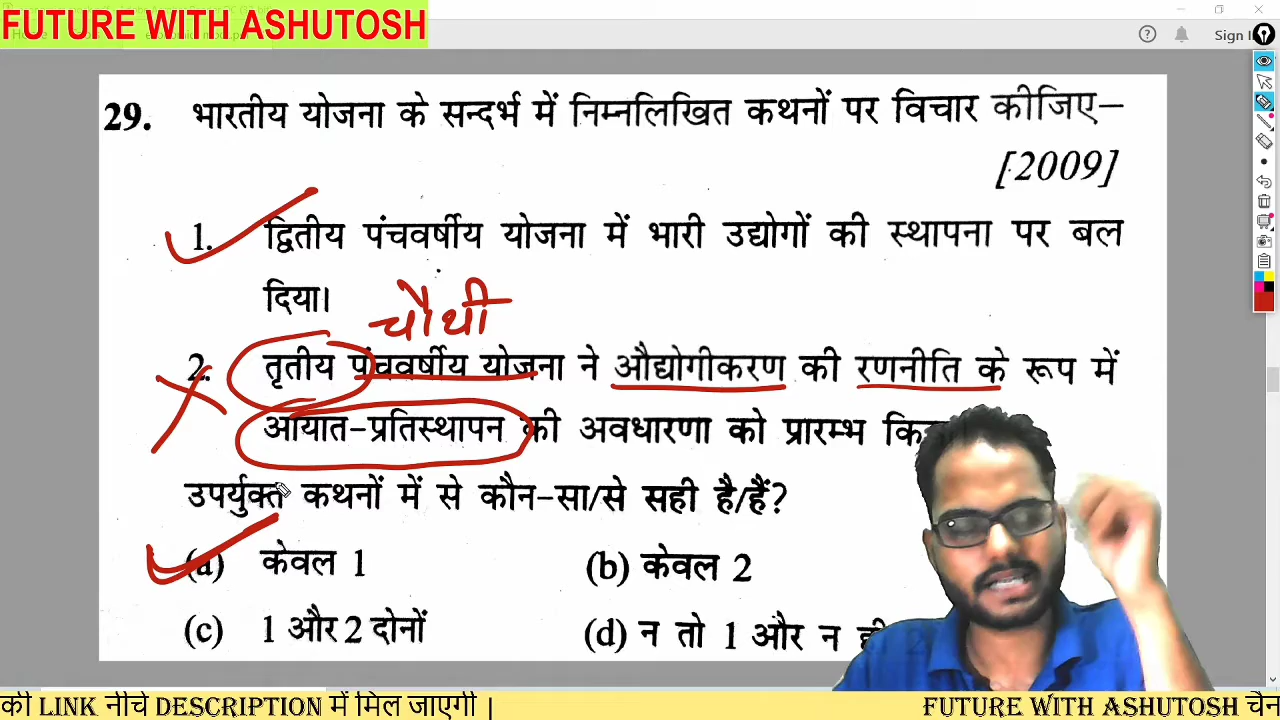 FUTURE WITH ASHUTOSH
Sign I
29. भारतीय योजना के सन्दर्भ में निम्नलिखित कथनों पर विचार कीजिए—
[2009]
1. द्वितीय पंचवर्षीय योजना में भारी उद्योगों की स्थापना पर बल
दिया।
चौथी
2. तृतीय पंचवर्षीय योजना ने औद्योगीकरण की रणनीति के रूप में
आयात-प्रतिस्थापन की अवधारणा को प्रारम्भ
उपर्युक्त कथनों में से कौन-सा/से सही है/हैं?
(a) केवल 1 (b) केवल 2
(c) 1 और 2 दोनों (d) न तो 1 और न
की LINK नीचे DESCRIPTION में मिल जाएगी | FUTURE WITH ASHUTOSH चैन